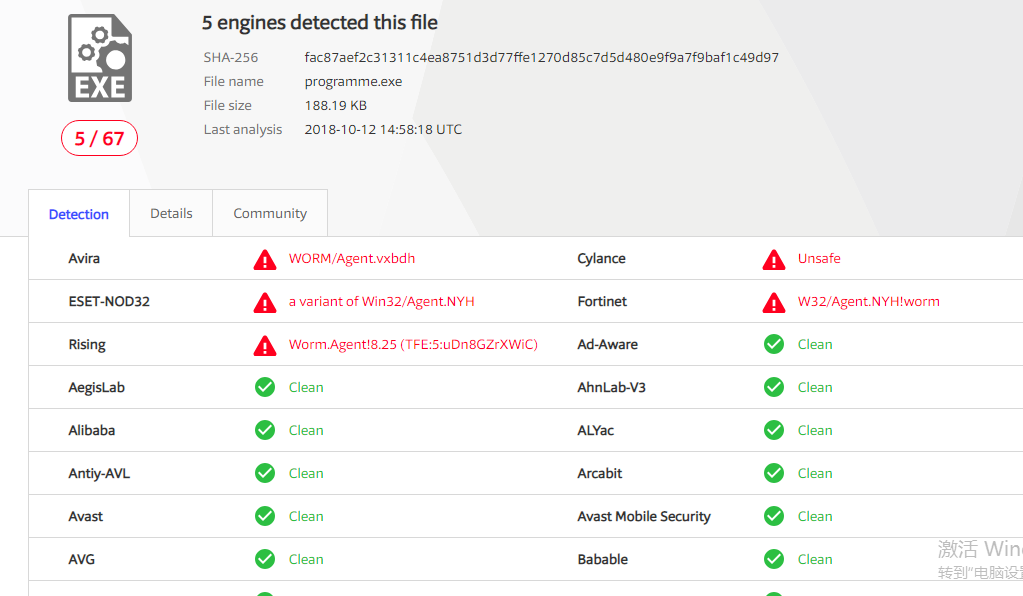 5 engines detected this file
SHA-256 fac87aef2c31311c4ea8751d3d77ffe1270d85c7d5d480e9f9a7f9baf1c49d97
EXE
File name programme.exe
File size 188.19 KB
5 / 67
Last analysis 2018-10-12 14:58:18 UTC
Detection Details Community
Avira WORM/Agent.vxbdh Cylance Unsafe
ESET-NOD32 a variant of Win32/Agent.NYH Fortinet W32/Agent.NYH!worm
Rising Worm.Agent!8.25 (TFE:5:uDn8GZrXWiC) Ad-Aware Clean
AegisLab Clean AhnLab-V3 Clean
Alibaba Clean ALYac Clean
Antiy-AVL Clean Arcabit Clean
Avast Clean Avast Mobile Security Clean
AVG Clean Babable Clean
激活 Win
转到"电脑设